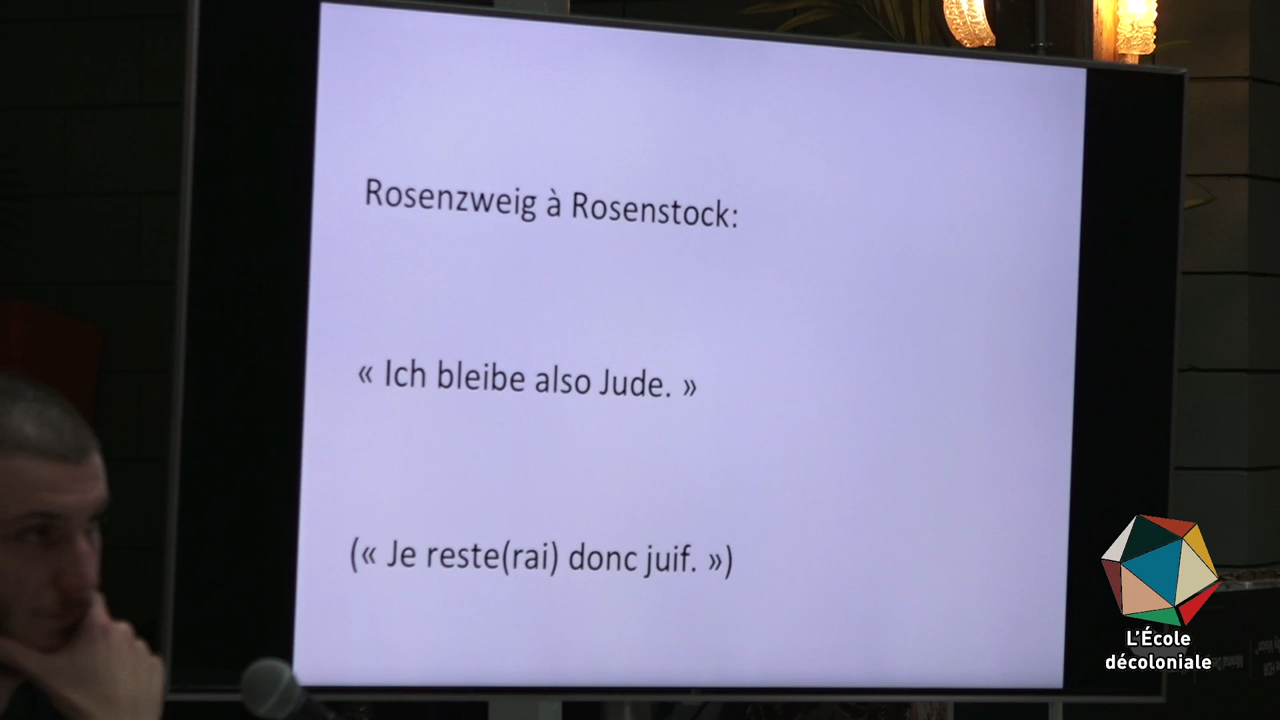 Rosenzweig à Rosenstock:
« Ich bleibe also Jude. »
(« Je reste(rai) donc juif. »)
L'École
décoloniale